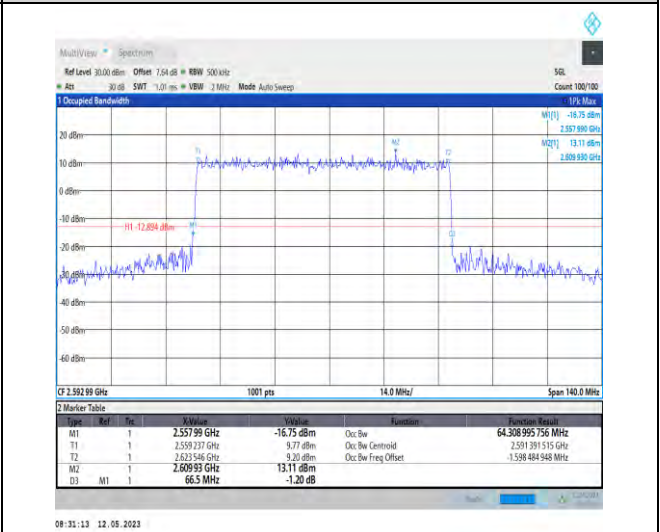 MultiView Spectrum
Ref Level 30.00 dBm Offset 7.64 dB RBW 500 kHz SGL
Att 30 dB SWT 1.01 ms VBW 2 MHz Mode Auto Sweep Count 100/100
1 Occupied Bandwidth 1Pk Max
M1[1] -16.75 dBm
2.557 990 GHz
M2[1] 13.11 dBm
2.609 930 GHz
20 dBm
T1 M2 T2
10 dBm
0 dBm
-10 dBm
H1 -12.894 dBm M1
-20 dBm D3
-30 dBm
-40 dBm
-50 dBm
-60 dBm
CF 2.592 99 GHz 1001 pts 14.0 MHz/ Span 140.0 MHz
2 Marker Table
Type Ref Trc X-Value Y-Value Function Function Result
M1 1 2.557 99 GHz -16.75 dBm Occ Bw 64.308 995 756 MHz
T1 1 2.559 237 GHz 9.77 dBm Occ Bw Centroid 2.591 391 515 GHz
T2 1 2.623 546 GHz 9.20 dBm Occ Bw Freq Offset -1.598 484 948 MHz
M2 1 2.609 93 GHz 13.11 dBm
D3 M1 1 66.5 MHz -1.20 dB
08:31:13 12.05.2023